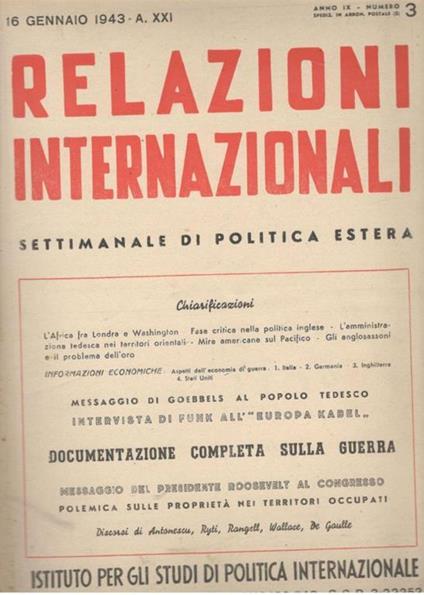 16 GENNAIO 1943 - A. XXI
ANNO IX - NUMERO 3
SPEDIZ. IN ABBON. POSTALE (2)
RELAZIONI
INTERNAZIONALI
SETTIMANALE DI POLITICA ESTERA
Chiarificazioni
L'Africa fra Londra e Washington - Fase critica nella politica inglese - L'amministra-
zione tedesca nei territori orientali - Mire americane sul Pacifico - Gli anglosassoni
e il problema dell'oro
INFORMAZIONI ECONOMICHE: Aspetti dell'economia di guerra: 1. Italia - 2. Germania - 3. Inghilterra
4. Stati Uniti
MESSAGGIO DI GOEBBELS AL POPOLO TEDESCO
INTERVISTA DI FUNK ALL'"EUROPA KABEL„
DOCUMENTAZIONE COMPLETA SULLA GUERRA
MESSAGGIO DEL PRESIDENTE ROOSEVELT AL CONGRESSO
POLEMICA SULLE PROPRIETÀ NEI TERRITORI OCCUPATI
Discorsi di Antonescu, Ryti, Rangell, Wallace, De Gaulle
ISTITUTO PER GLI STUDI DI POLITICA INTERNAZIONALE